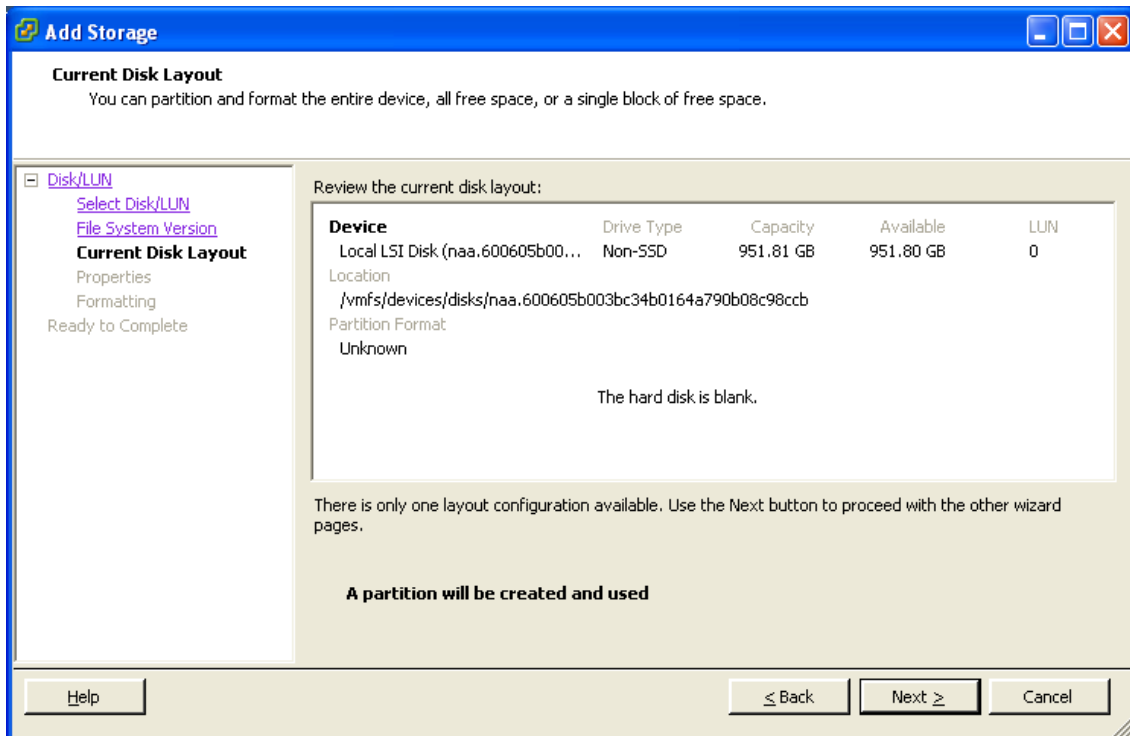 Add Storage
Current Disk Layout
You can partition and format the entire device, all free space, or a single block of free space.
Disk/LUN
Select Disk/LUN
File System Version
Current Disk Layout
Properties
Formatting
Ready to Complete
Review the current disk layout:
Device Drive Type Capacity Available LUN
Local LSI Disk (naa.600605b00... Non-SSD 951.81 GB 951.80 GB 0
Location
/vmfs/devices/disks/naa.600605b003bc34b0164a790b08c98ccb
Partition Format
Unknown
The hard disk is blank.
There is only one layout configuration available. Use the Next button to proceed with the other wizard
pages.
A partition will be created and used
Help < Back Next > Cancel